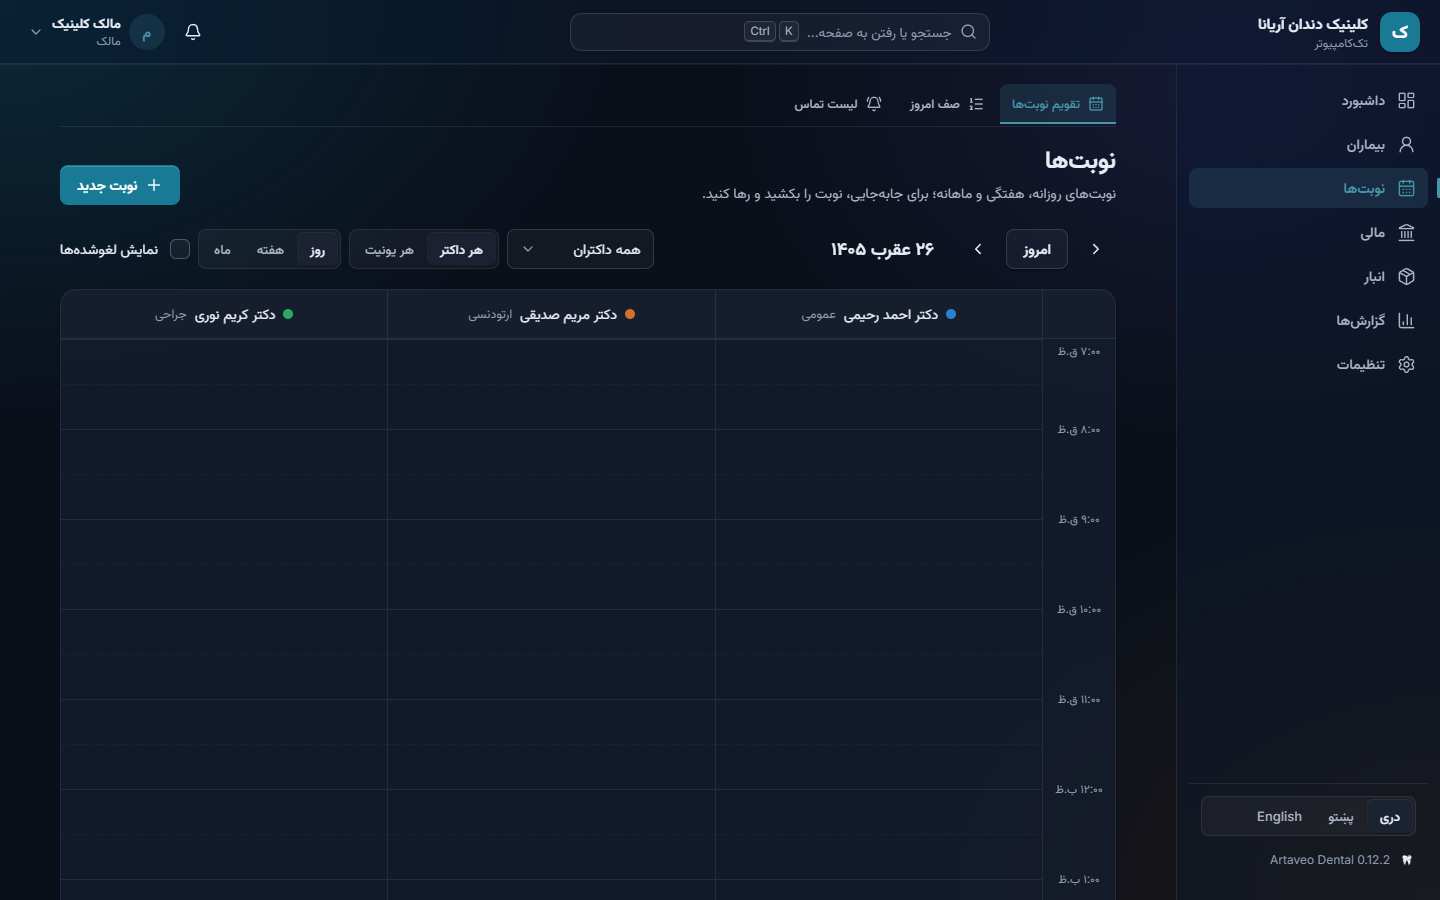 کلینیک دندان آریانا
تک‌کامپیوتر
ک
جستجو یا رفتن به صفحه...
Ctrl K
مالک کلینیک
مالک
م
داشبورد
بیماران
نوبت‌ها
مالی
انبار
گزارش‌ها
تنظیمات
دری پښتو English
Artaveo Dental 0.12.2
تقویم نوبت‌ها صف امروز لیست تماس
نوبت‌ها
نوبت‌های روزانه، هفتگی و ماهانه؛ برای جابه‌جایی، نوبت را بکشید و رها کنید.
نوبت جدید
امروز ۲۶ عقرب ۱۴۰۵ همه داکتران هر داکتر هر یونیت روز هفته ماه نمایش لغوشده‌ها
دکتر احمد رحیمی عمومی دکتر مریم صدیقی ارتودنسی دکتر کریم نوری جراحی
۷:۰۰ ق.ظ
۸:۰۰ ق.ظ
۹:۰۰ ق.ظ
۱۰:۰۰ ق.ظ
۱۱:۰۰ ق.ظ
۱۲:۰۰ ب.ظ
۱:۰۰ ب.ظ